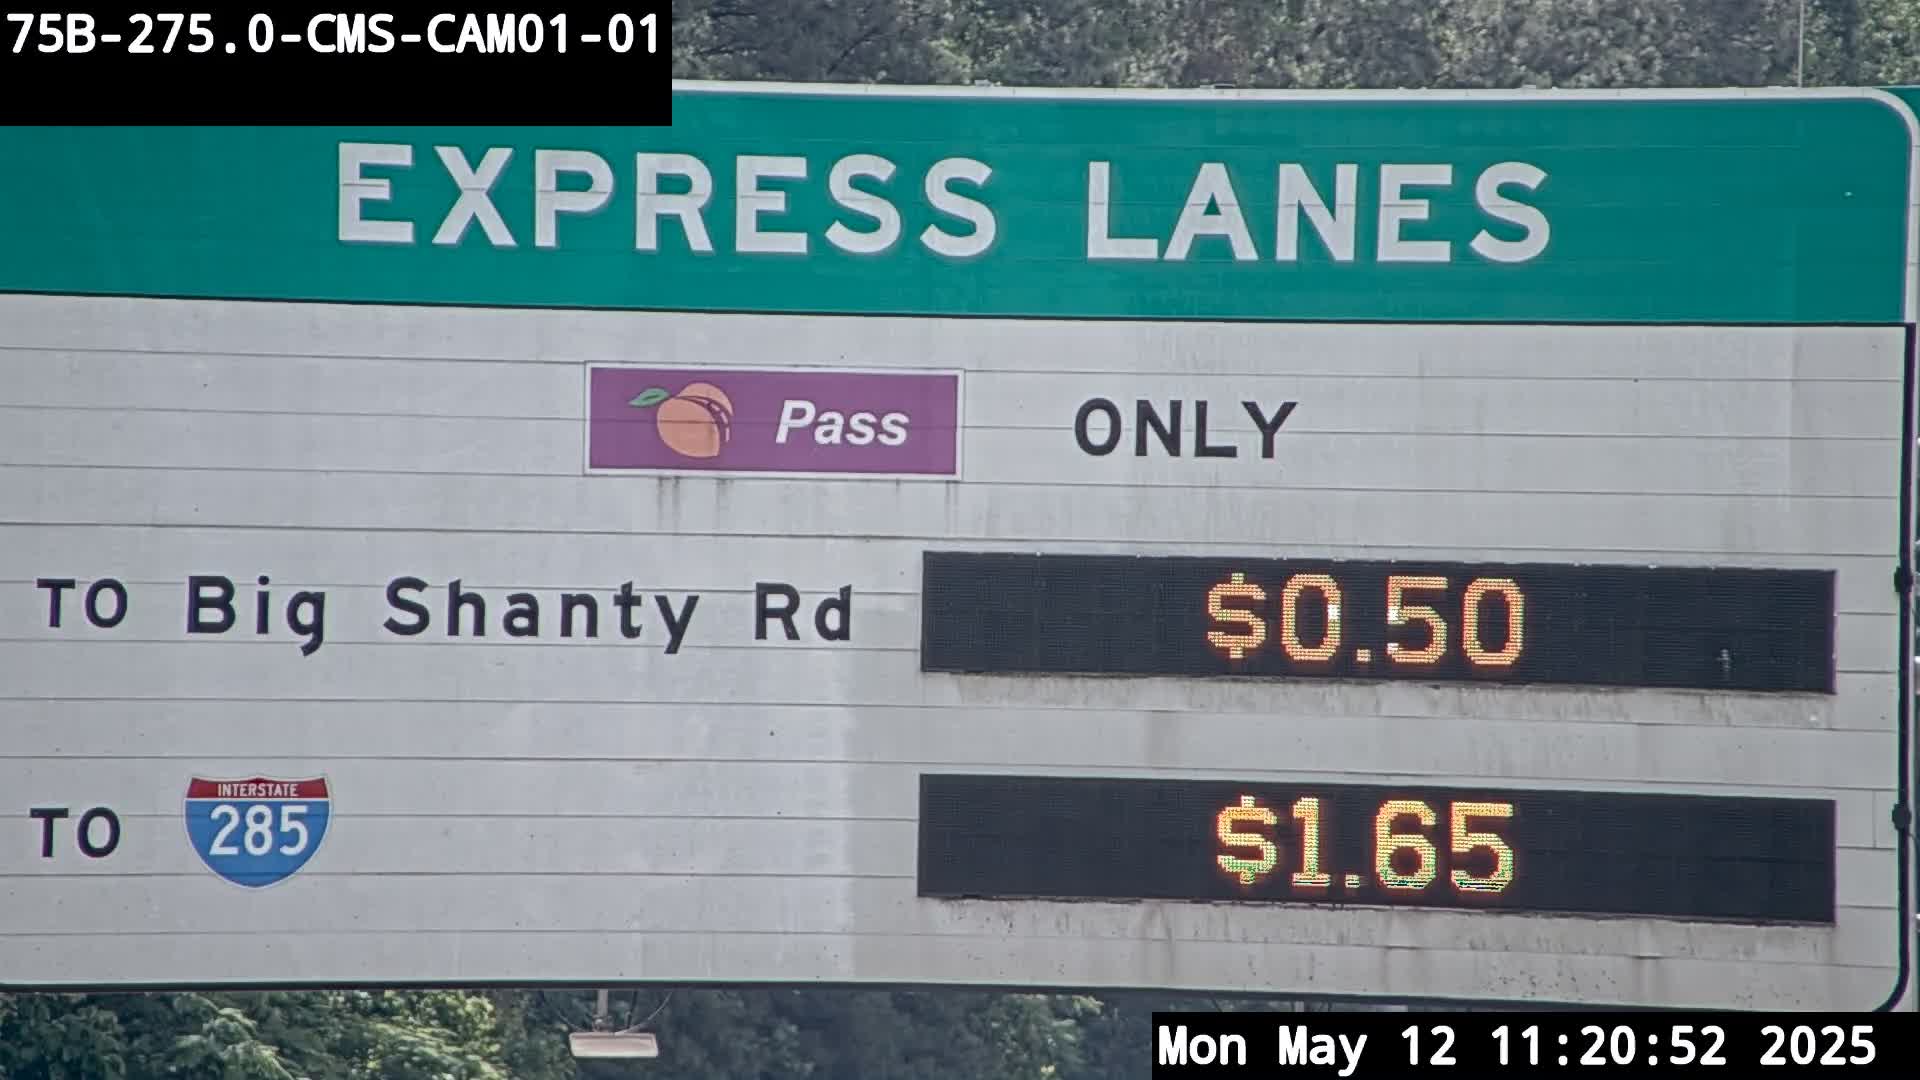 75B-275.0-CMS-CAM01-01
EXPRESS LANES
Pass ONLY
TO Big Shanty Rd $0.50
INTERSTATE
TO 285 $1.65
Mon May 12 11:20:52 2025